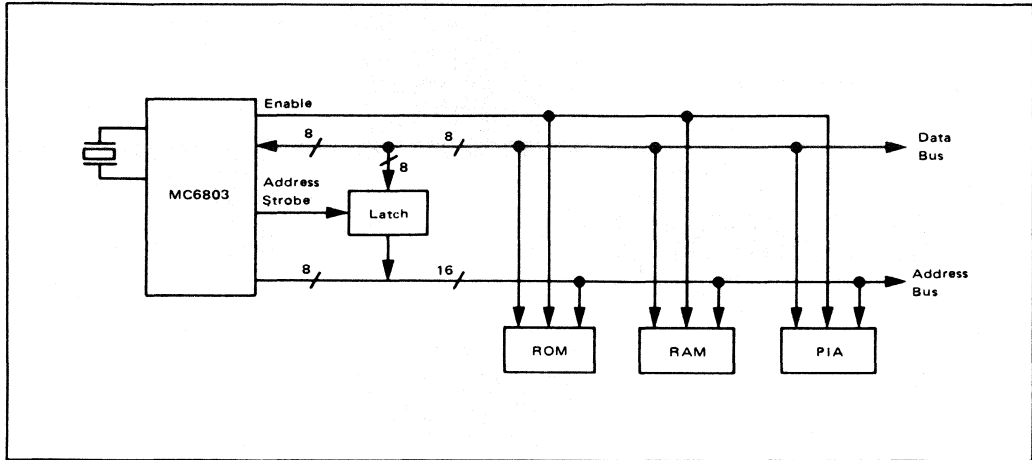 Enable
8
8
Data
Bus
8
Address
Strobe
MC6803
Latch
8
16
Address
Bus
ROM
RAM
PIA